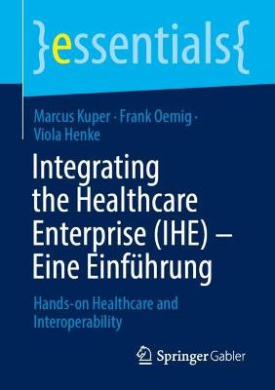 }essentials{
Marcus Kuper · Frank Oemig ·
Viola Henke
Integrating
the Healthcare
Enterprise (IHE) –
Eine Einführung
Hands-on Healthcare and
Interoperability
Springer Gabler